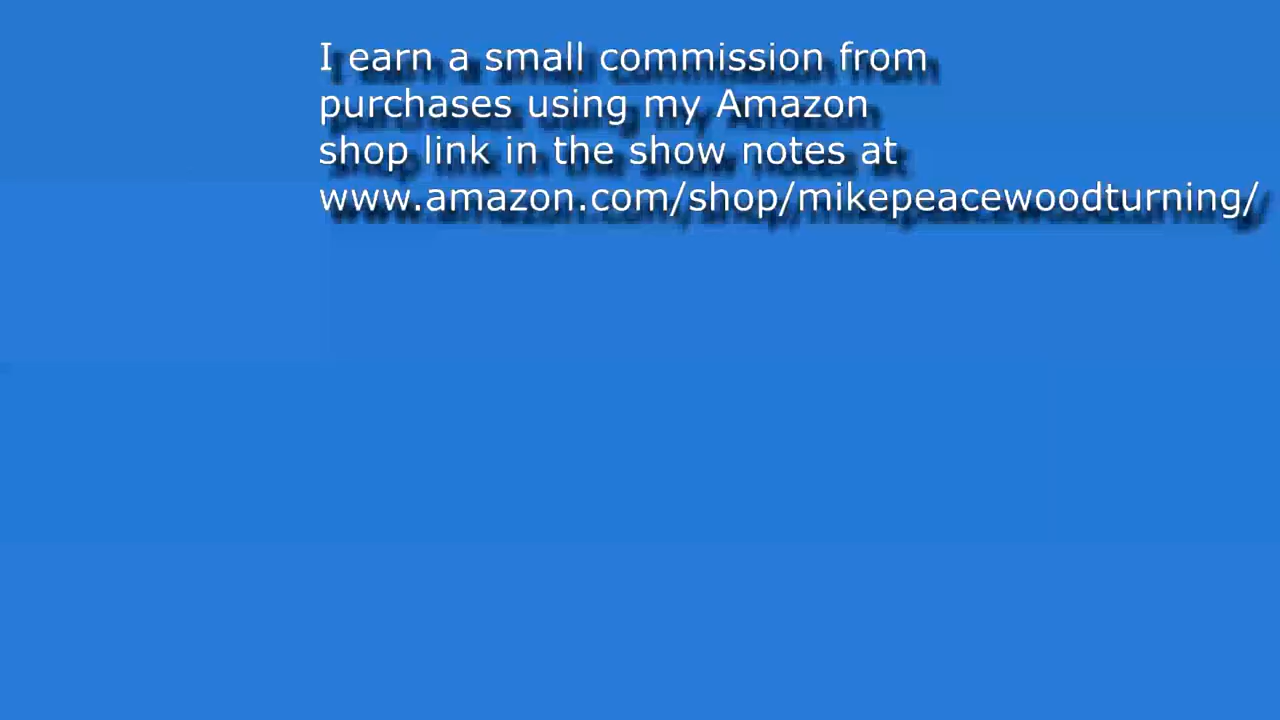 I earn a small commission from
purchases using my Amazon
shop link in the show notes at
www.amazon.com/shop/mikepeacewoodturning/